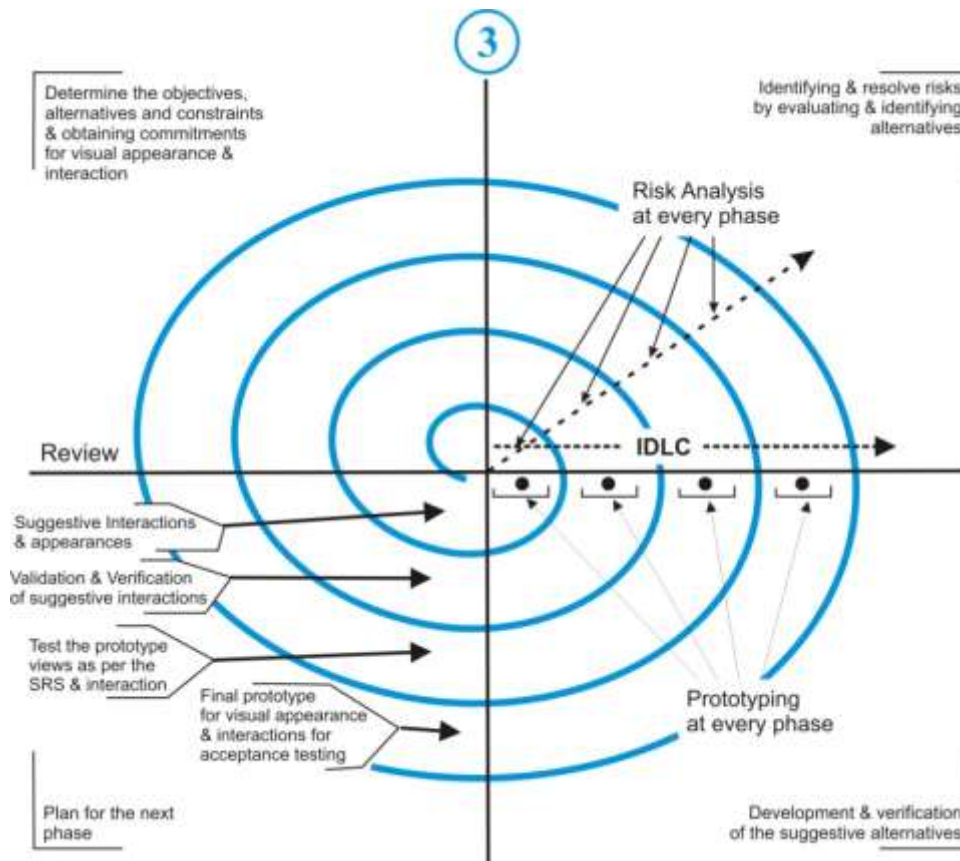 3
Determine the objectives,
alternatives and constraints
& obtaining commitments
for visual appearance &
interaction
Identifying & resolve risks
by evaluating & identifying
alternatives
Risk Analysis
at every phase
Review
IDLC
Suggestive Interactions
& appearances
Validation & Verification
of suggestive interactions
Test the prototype
views as per the
SRS & interaction
Final prototype
for visual appearance
& interactions for
acceptance testing
Prototyping
at every phase
Plan for the next
phase
Development & verification
of the suggestive alternatives